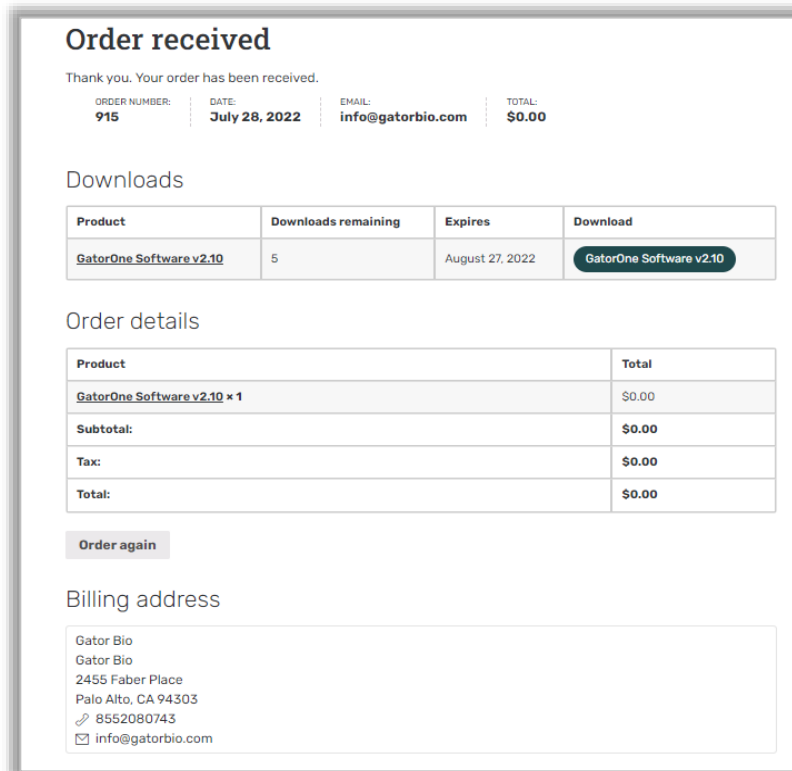 Order received
Thank you. Your order has been received.
ORDER NUMBER: DATE: EMAIL: TOTAL:
915 July 28, 2022 info@gatorbio.com $0.00
Downloads
Product Downloads remaining Expires Download
GatorOne Software v2.10 5 August 27, 2022 GatorOne Software v2.10
Order details
Product Total
GatorOne Software v2.10 × 1 $0.00
Subtotal: $0.00
Tax: $0.00
Total: $0.00
Order again
Billing address
Gator Bio
Gator Bio
2455 Faber Place
Palo Alto, CA 94303
8552080743
info@gatorbio.com